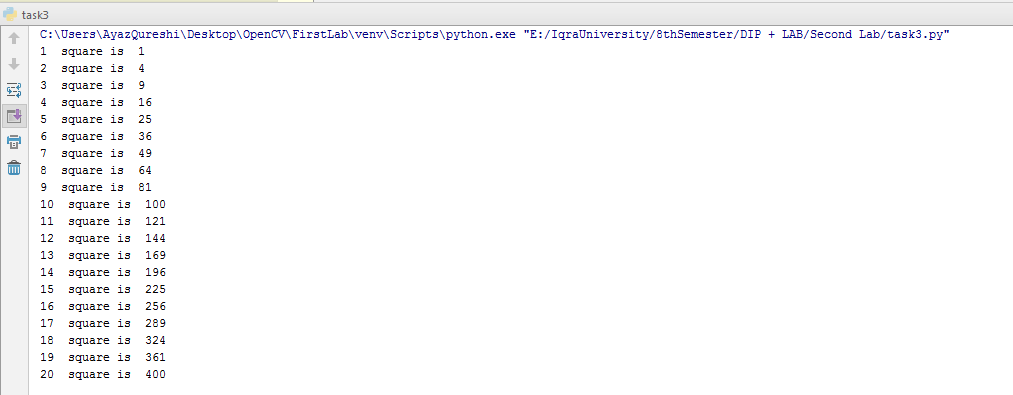 task3
C:\Users\AyazQureshi\Desktop\OpenCV\FirstLab\venv\Scripts\python.exe "E:/IqraUniversity/8thSemester/DIP + LAB/Second Lab/task3.py"
1  square is  1
2  square is  4
3  square is  9
4  square is  16
5  square is  25
6  square is  36
7  square is  49
8  square is  64
9  square is  81
10  square is  100
11  square is  121
12  square is  144
13  square is  169
14  square is  196
15  square is  225
16  square is  256
17  square is  289
18  square is  324
19  square is  361
20  square is  400